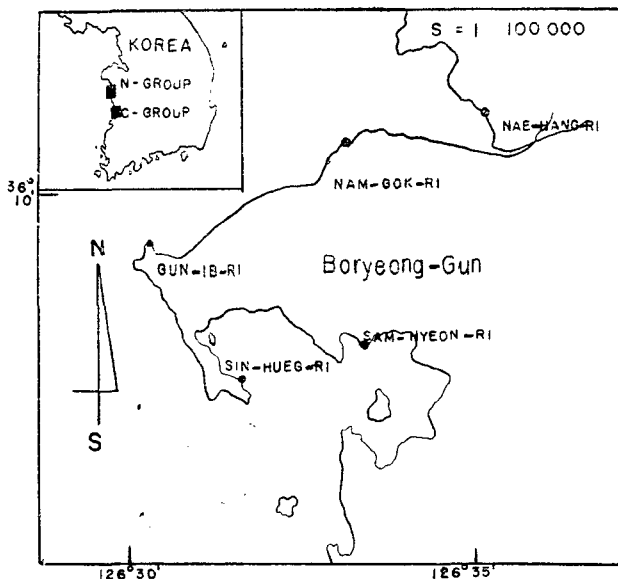 KOREA
N-GROUP
C-GROUP
S = 1 100 000
NAE-HANG-RI
NAM-GOK-RI
36°
10'
GUN-IB-RI
Boryeong-Gun
N
S
SAM-HYEON-RI
SIN-HUEG-RI
126°30'
126°35'